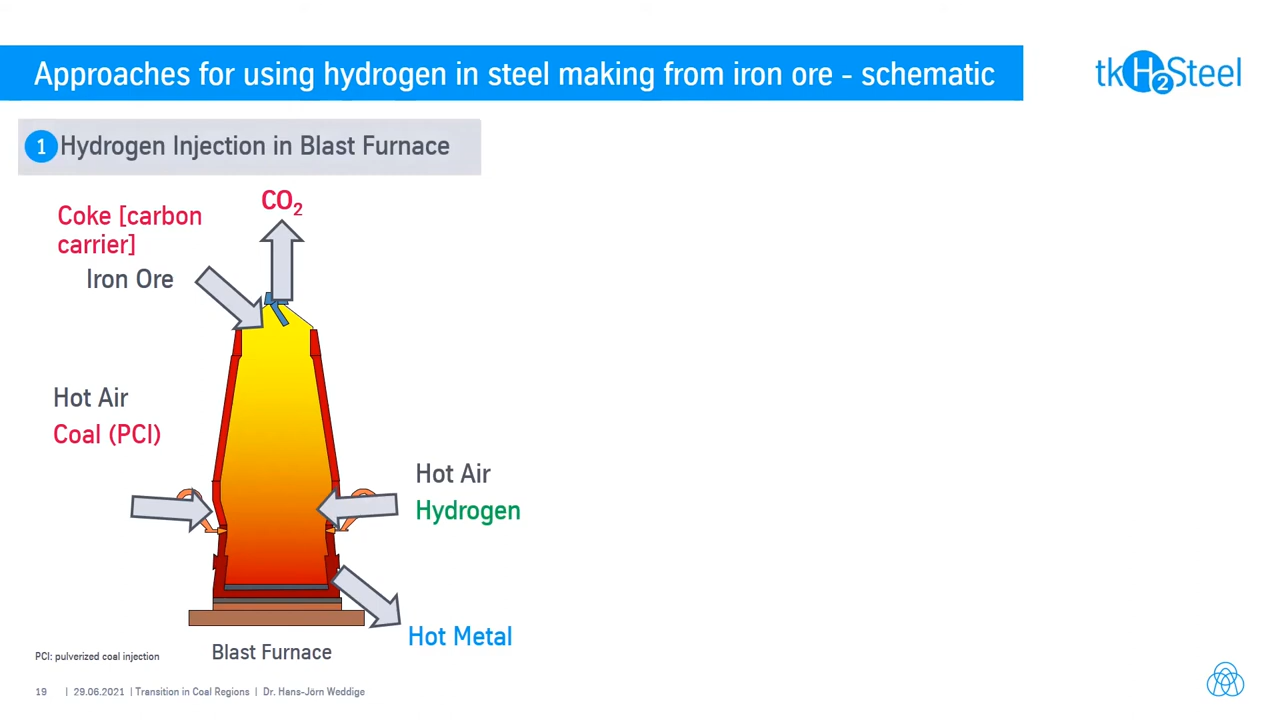 Approaches for using hydrogen in steel making from iron ore - schematic
tkH₂Steel
1 Hydrogen Injection in Blast Furnace
CO₂
Coke [carbon
carrier]
Iron Ore
Hot Air
Coal (PCI)
Hot Air
Hydrogen
Hot Metal
Blast Furnace
PCI: pulverized coal injection
19 | 29.06.2021 | Transition in Coal Regions | Dr. Hans-Jörn Weddige